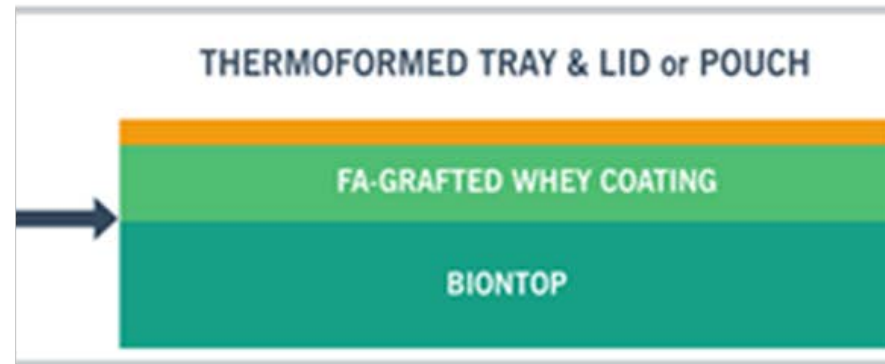 THERMOFORMED TRAY & LID or POUCH
FA-GRAFTED WHEY COATING
BIONTOP